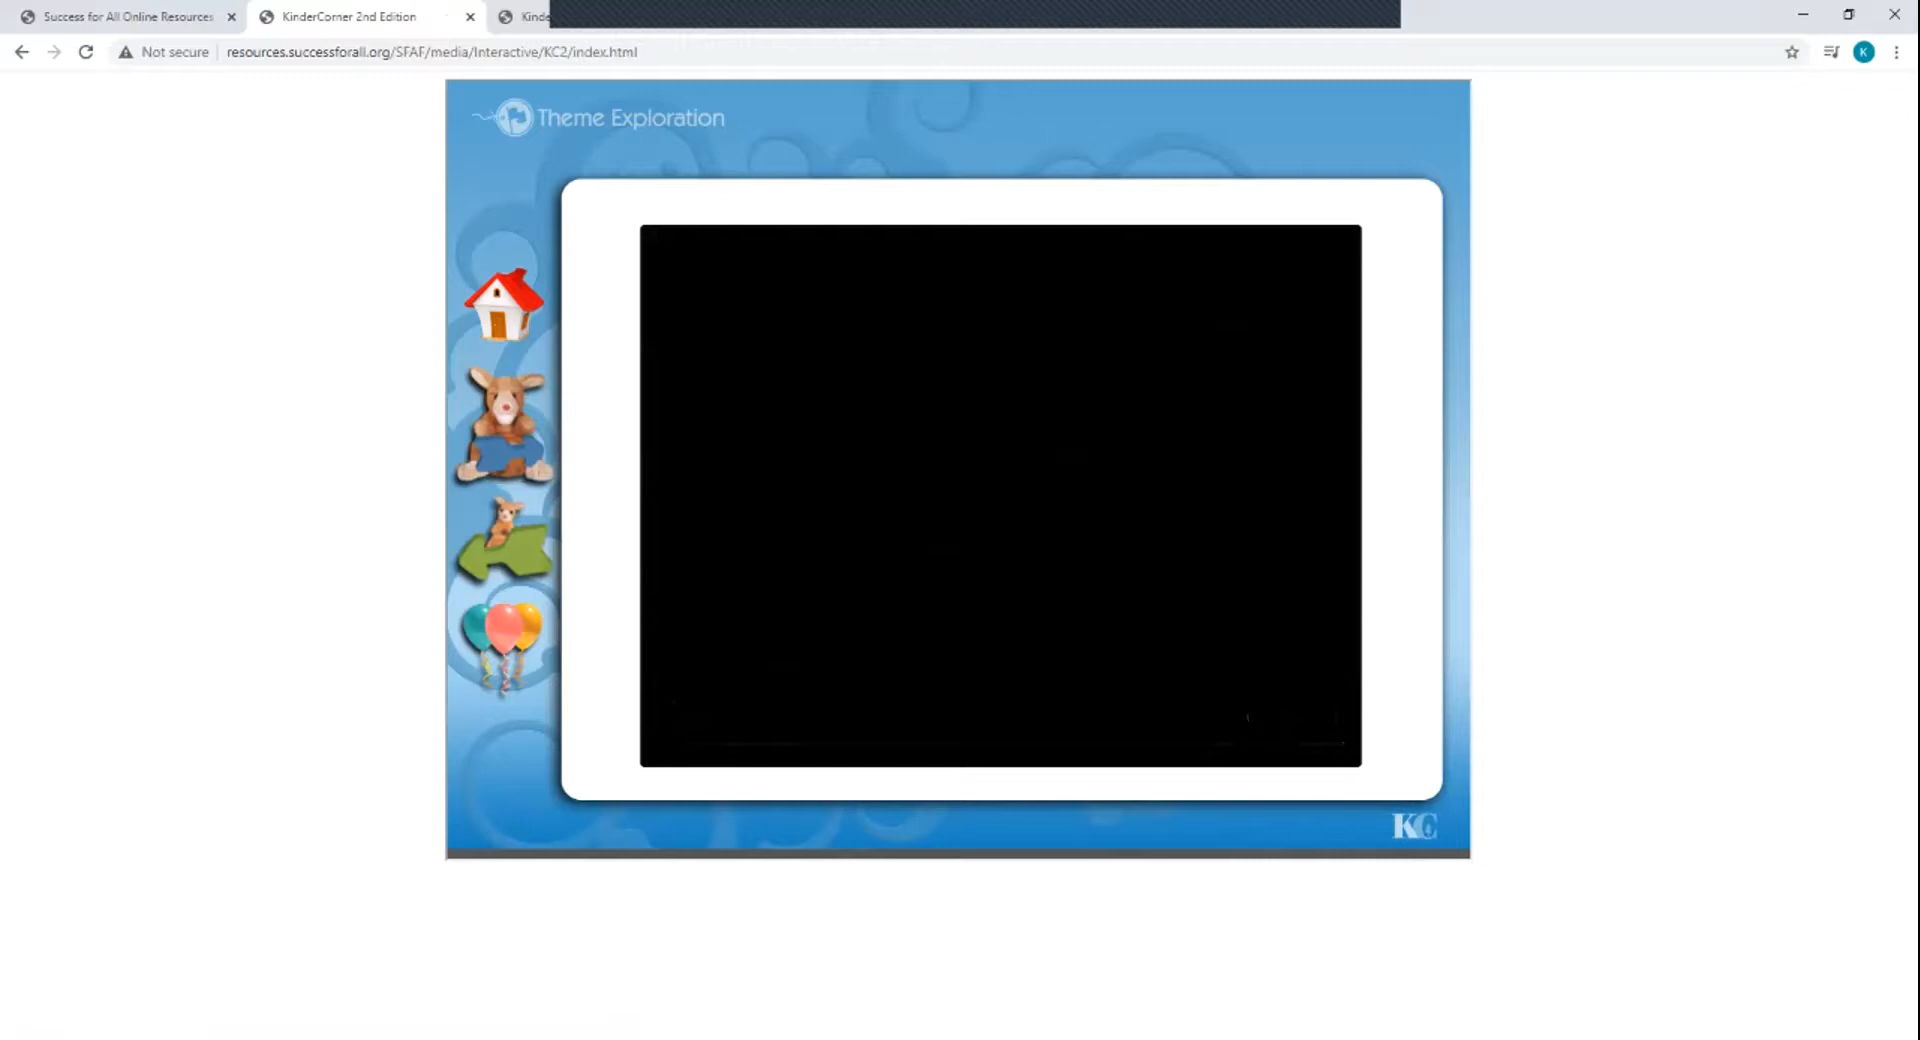 Success for All Online Resources
KinderCorner 2nd Edition
Kinde
Not secure
resources.successforall.org/SFAF/media/Interactive/KC2/index.html
K
Theme Exploration
KC